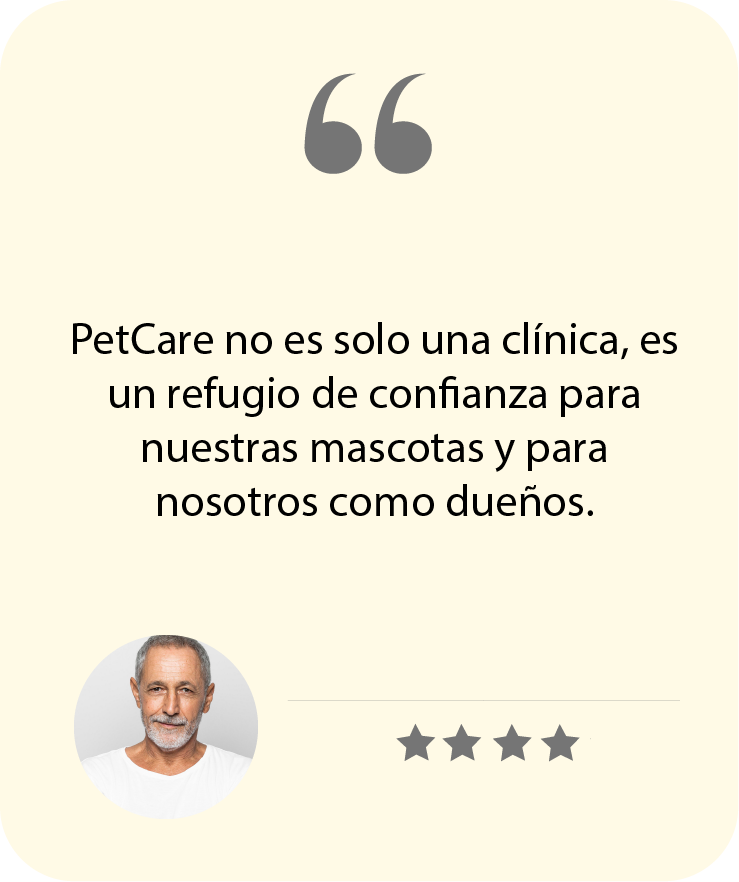 “
PetCare no es solo una clínica, es
un refugio de confianza para
nuestras mascotas y para
nosotros como dueños.